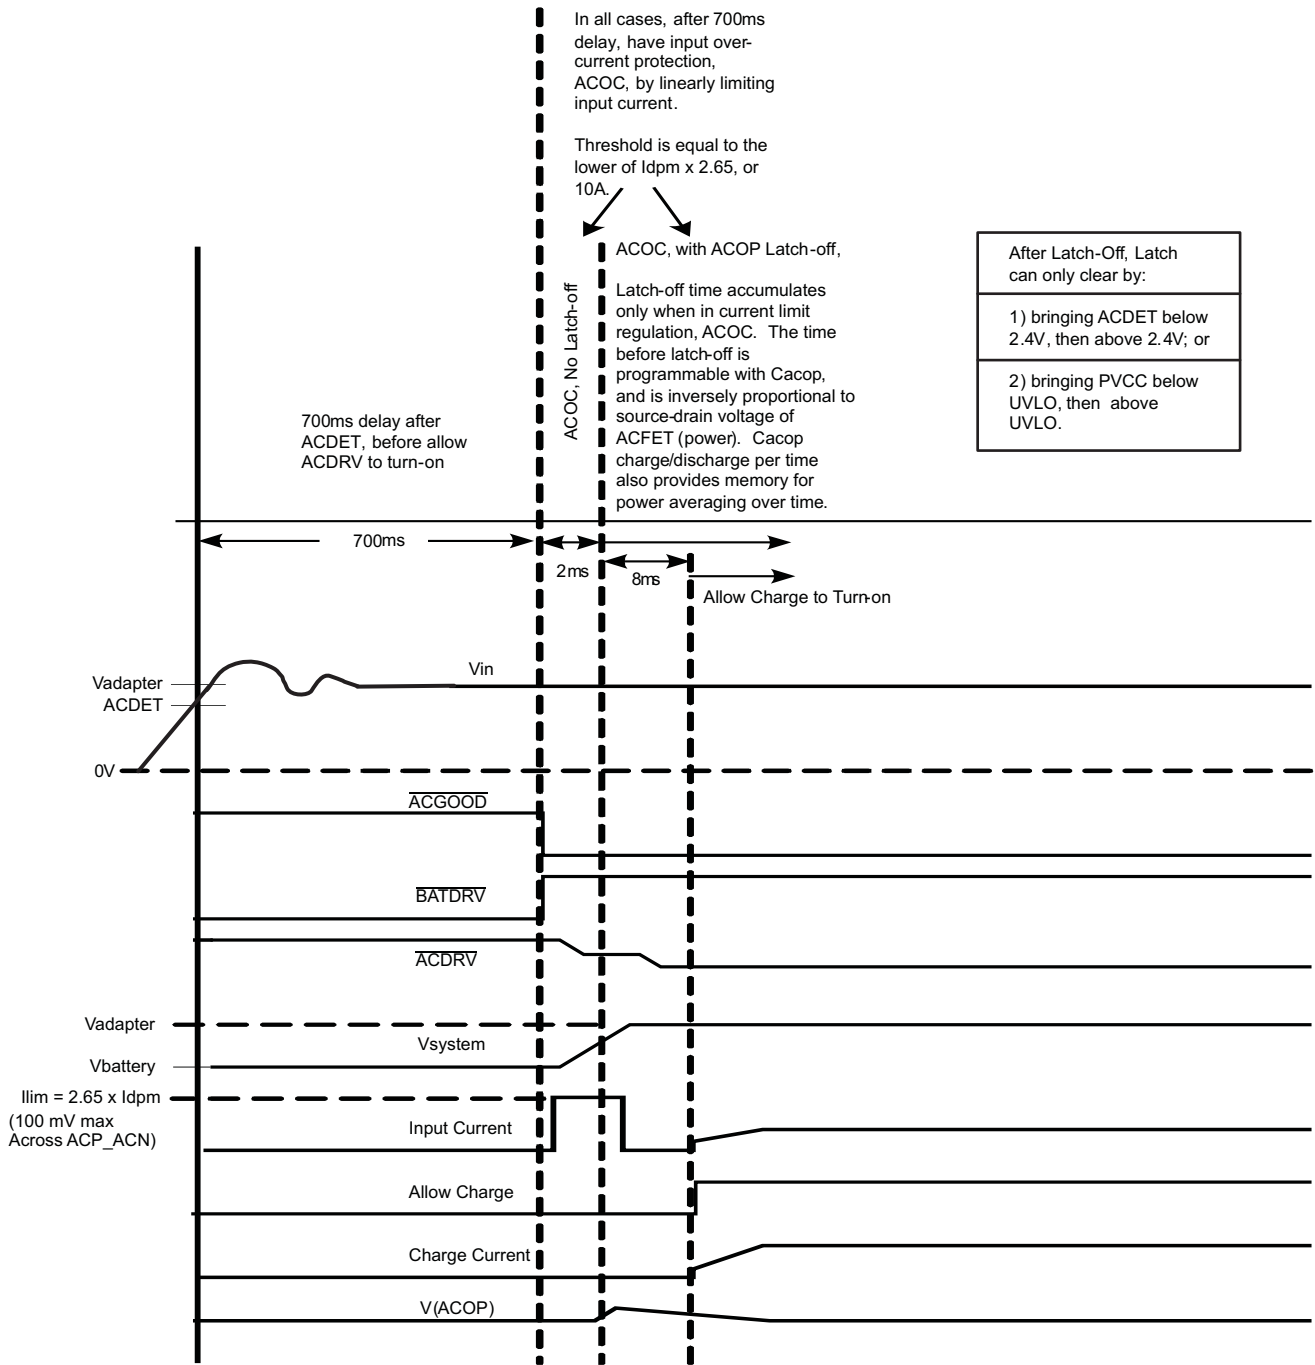 In all cases, after 700ms
delay, have input over-
current protection,
ACOC, by linearly limiting
input current.
Threshold is equal to the
lower of Idpm x 2.65, or
10A.
ACOC, No Latch-off
ACOC, with ACOP Latch-off,
Latch-off time accumulates
only when in current limit
regulation, ACOC. The time
before latch-off is
programmable with Cacop,
and is inversely proportional to
source-drain voltage of
ACFET (power). Cacop
charge/discharge per time
also provides memory for
power averaging over time.
After Latch-Off, Latch
can only clear by:
1) bringing ACDET below
2.4V, then above 2.4V; or
2) bringing PVCC below
UVLO, then above
UVLO.
700ms delay after
ACDET, before allow
ACDRV to turn-on
700ms
2ms
8ms
Allow Charge to Turn-on
Vin
Vadapter
ACDET
0V
ACGOOD
BATDRV
ACDRV
Vadapter
Vsystem
Vbattery
Ilim = 2.65 x Idpm
(100 mV max
Across ACP_ACN)
Input Current
Allow Charge
Charge Current
V(ACOP)